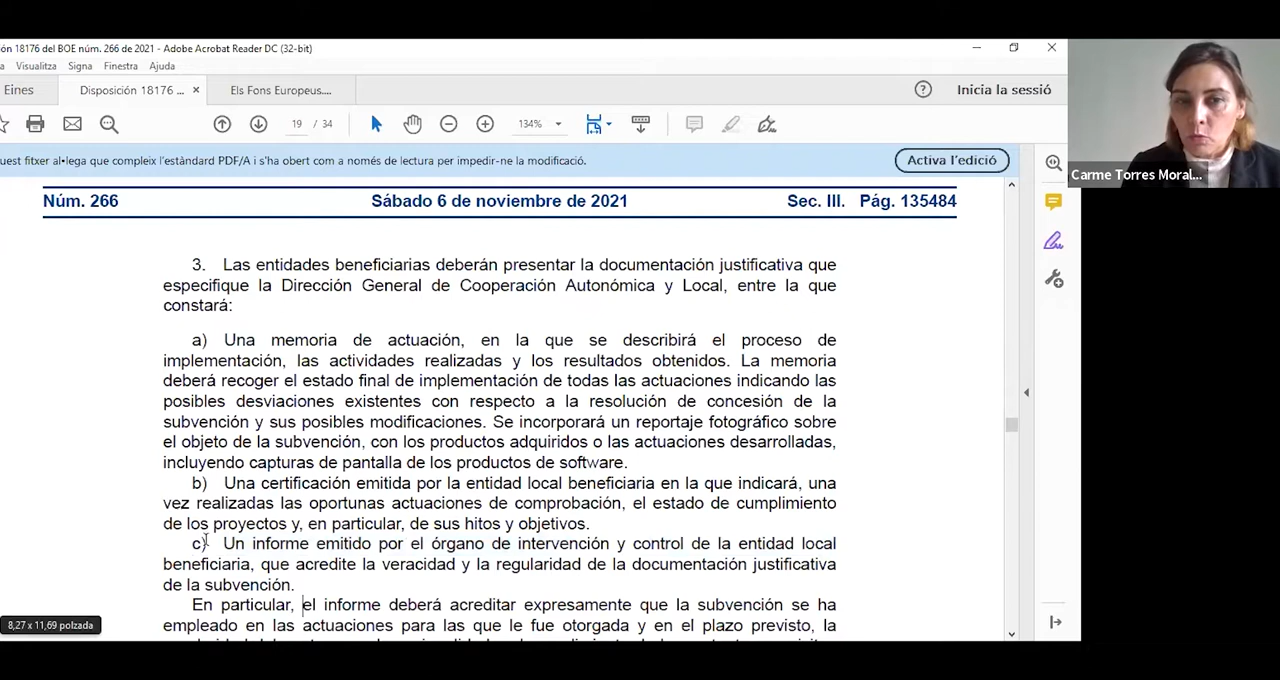 ón 18176 del BOE núm. 266 de 2021 - Adobe Acrobat Reader DC (32-bit)
a Visualitza Signa Finestra Ajuda
Eines Disposición 18176 ... × Els Fons Europeus.... Inicia la sessió
19 / 34 134%
uest fitxer al•lega que compleix l'estàndard PDF/A i s'ha obert com a només de lectura per impedir-ne la modificació. Activa l'edició
Carme Torres Moral...
Núm. 266 Sábado 6 de noviembre de 2021 Sec. III. Pág. 135484
3. Las entidades beneficiarias deberán presentar la documentación justificativa que
especifique la Dirección General de Cooperación Autonómica y Local, entre la que
constará:
a) Una memoria de actuación, en la que se describirá el proceso de
implementación, las actividades realizadas y los resultados obtenidos. La memoria
deberá recoger el estado final de implementación de todas las actuaciones indicando las
posibles desviaciones existentes con respecto a la resolución de concesión de la
subvención y sus posibles modificaciones. Se incorporará un reportaje fotográfico sobre
el objeto de la subvención, con los productos adquiridos o las actuaciones desarrolladas,
incluyendo capturas de pantalla de los productos de software.
b) Una certificación emitida por la entidad local beneficiaria en la que indicará, una
vez realizadas las oportunas actuaciones de comprobación, el estado de cumplimiento
de los proyectos y, en particular, de sus hitos y objetivos.
c) Un informe emitido por el órgano de intervención y control de la entidad local
beneficiaria, que acredite la veracidad y la regularidad de la documentación justificativa
de la subvención.
En particular, el informe deberá acreditar expresamente que la subvención se ha
empleado en las actuaciones para las que le fue otorgada y en el plazo previsto, la
8,27 x 11,69 polzada